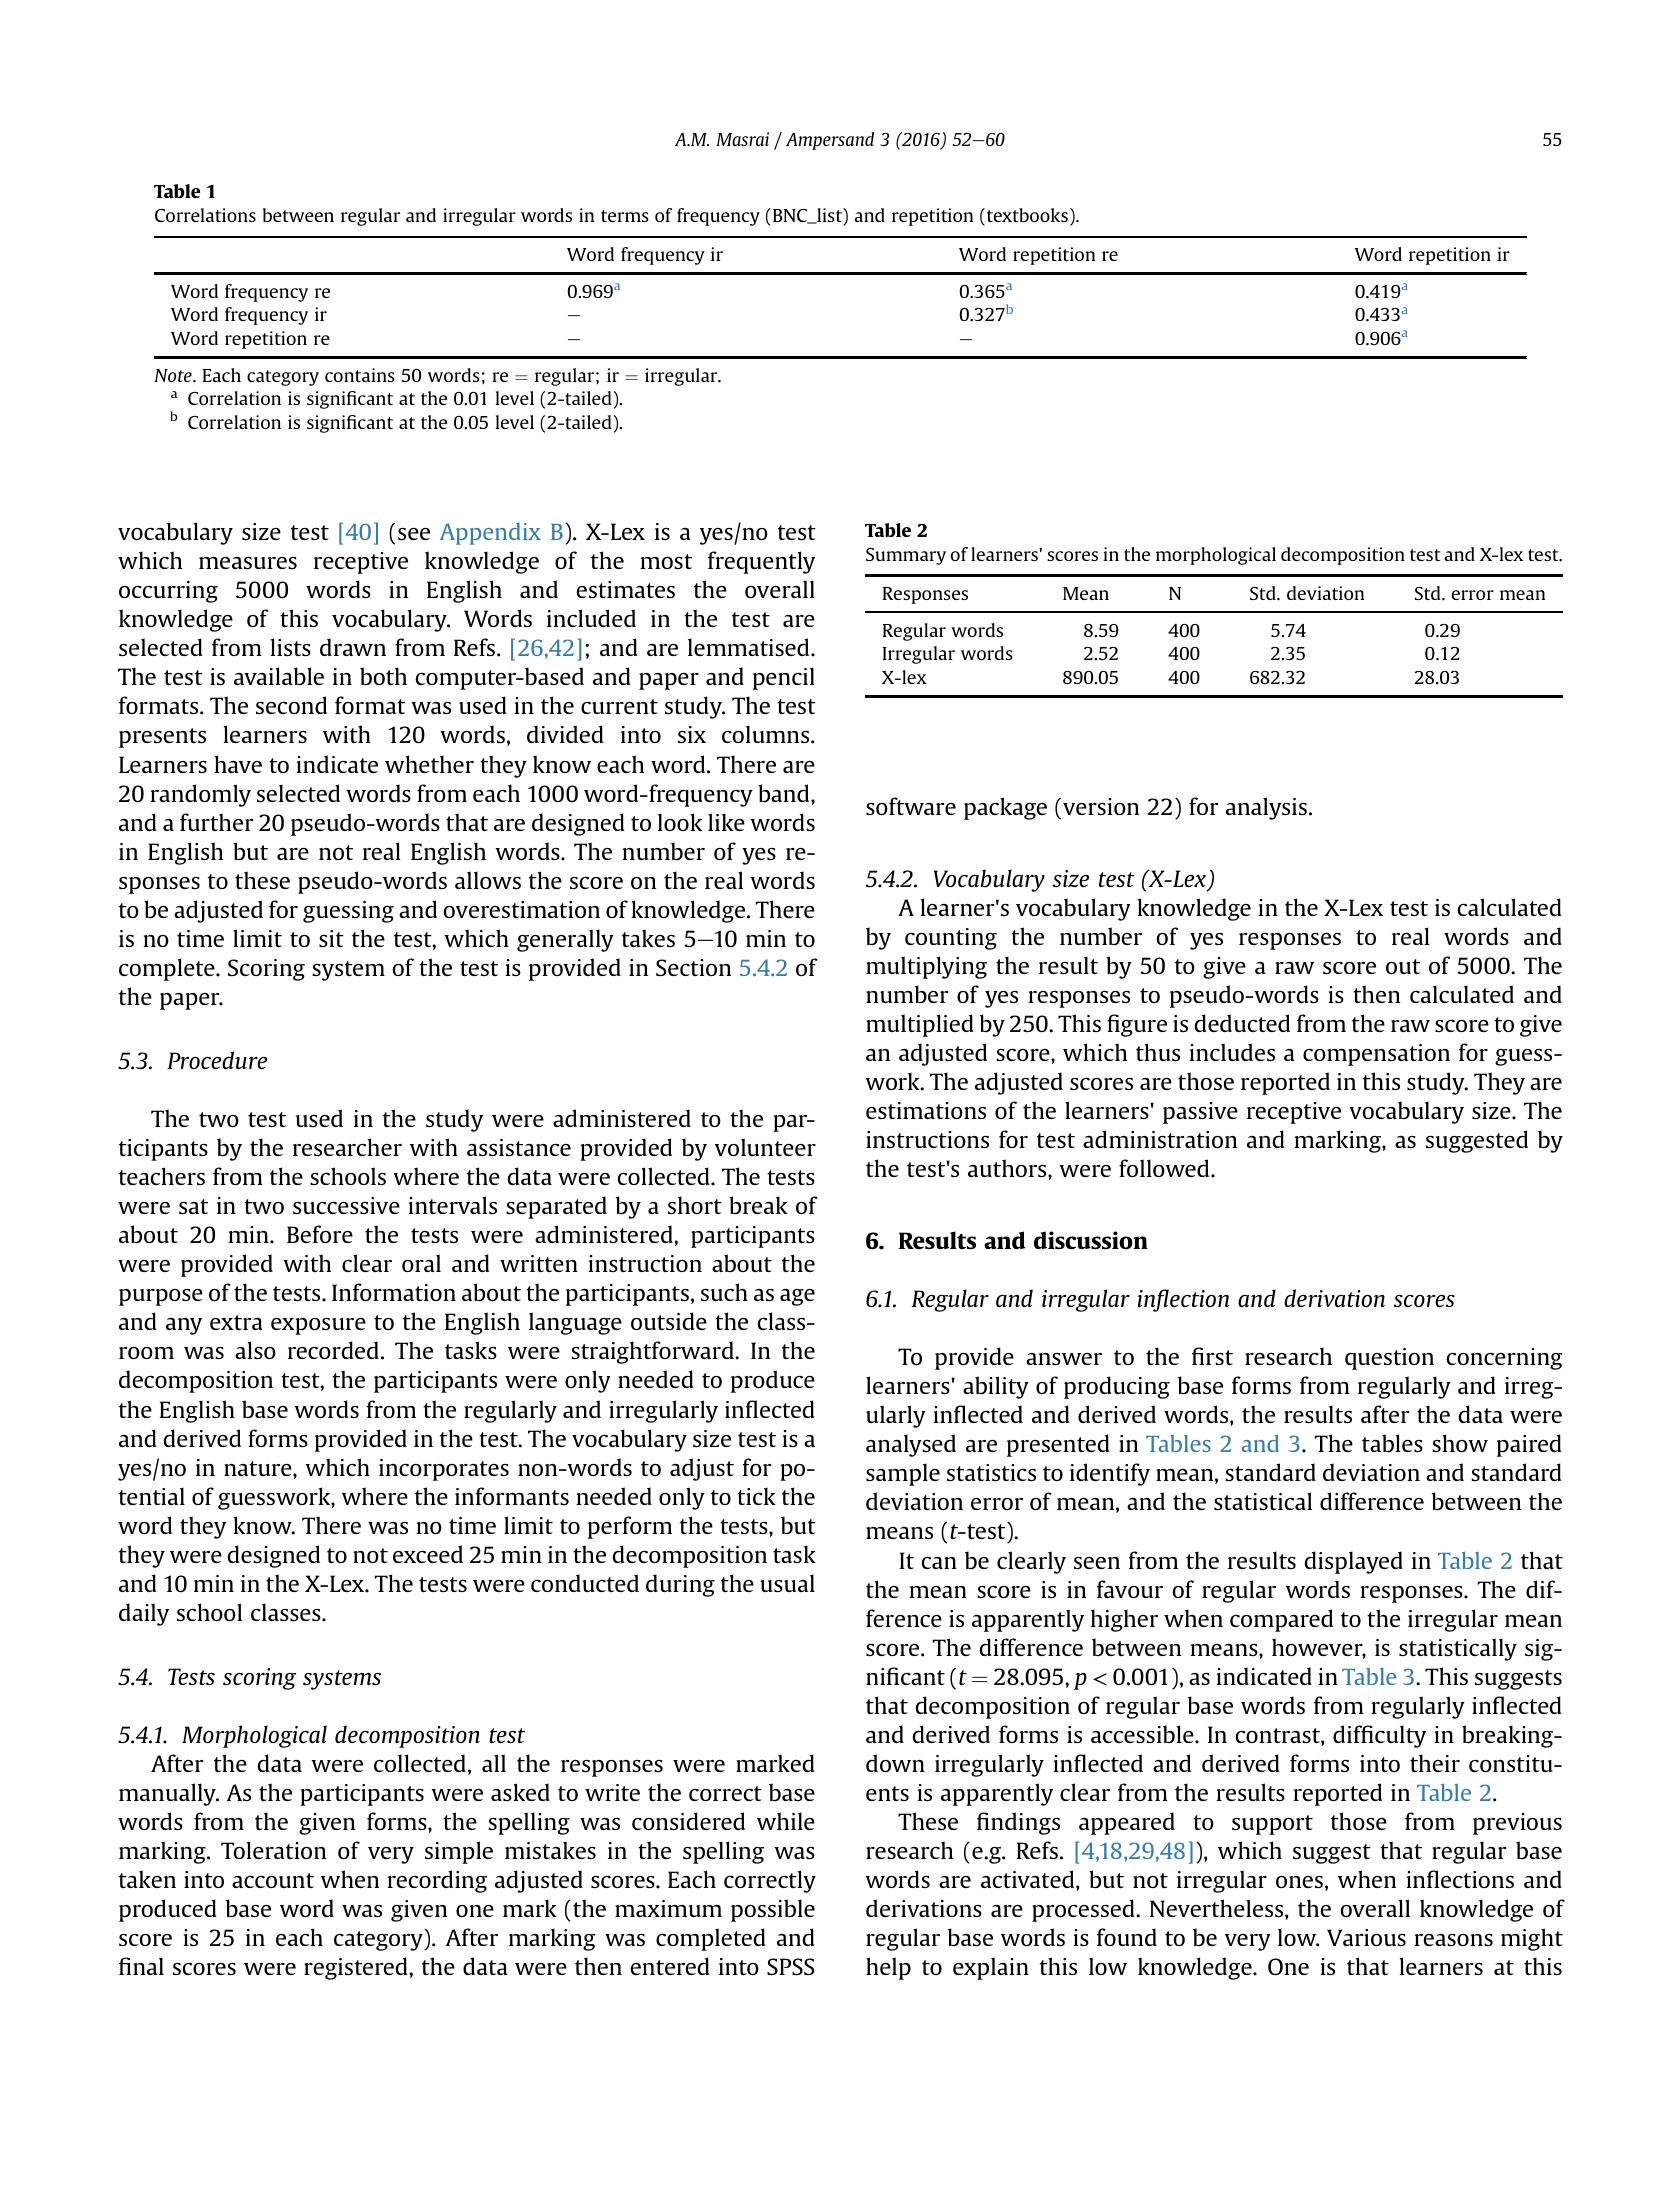 A.M. Masrai / Ampersand 3 (2016) 52–60 55
Table 1
Correlations between regular and irregular words in terms of frequency (BNC_list) and repetition (textbooks).
Word frequency ir Word repetition re Word repetition ir
Word frequency re 0.969a 0.365a 0.419a
Word frequency ir – 0.327b 0.433a
Word repetition re – – 0.906a
Note. Each category contains 50 words; re = regular; ir = irregular.
a Correlation is significant at the 0.01 level (2-tailed).
b Correlation is significant at the 0.05 level (2-tailed).
vocabulary size test [40] (see Appendix B). X-Lex is a yes/no test
which measures receptive knowledge of the most frequently
occurring 5000 words in English and estimates the overall
knowledge of this vocabulary. Words included in the test are
selected from lists drawn from Refs. [26,42]; and are lemmatised.
The test is available in both computer-based and paper and pencil
formats. The second format was used in the current study. The test
presents learners with 120 words, divided into six columns.
Learners have to indicate whether they know each word. There are
20 randomly selected words from each 1000 word-frequency band,
and a further 20 pseudo-words that are designed to look like words
in English but are not real English words. The number of yes re-
sponses to these pseudo-words allows the score on the real words
to be adjusted for guessing and overestimation of knowledge. There
is no time limit to sit the test, which generally takes 5–10 min to
complete. Scoring system of the test is provided in Section 5.4.2 of
the paper.
5.3. Procedure
The two test used in the study were administered to the par-
ticipants by the researcher with assistance provided by volunteer
teachers from the schools where the data were collected. The tests
were sat in two successive intervals separated by a short break of
about 20 min. Before the tests were administered, participants
were provided with clear oral and written instruction about the
purpose of the tests. Information about the participants, such as age
and any extra exposure to the English language outside the class-
room was also recorded. The tasks were straightforward. In the
decomposition test, the participants were only needed to produce
the English base words from the regularly and irregularly inflected
and derived forms provided in the test. The vocabulary size test is a
yes/no in nature, which incorporates non-words to adjust for po-
tential of guesswork, where the informants needed only to tick the
word they know. There was no time limit to perform the tests, but
they were designed to not exceed 25 min in the decomposition task
and 10 min in the X-Lex. The tests were conducted during the usual
daily school classes.
5.4. Tests scoring systems
5.4.1. Morphological decomposition test
After the data were collected, all the responses were marked
manually. As the participants were asked to write the correct base
words from the given forms, the spelling was considered while
marking. Toleration of very simple mistakes in the spelling was
taken into account when recording adjusted scores. Each correctly
produced base word was given one mark (the maximum possible
score is 25 in each category). After marking was completed and
final scores were registered, the data were then entered into SPSS
Table 2
Summary of learners' scores in the morphological decomposition test and X-lex test.
Responses Mean N Std. deviation Std. error mean
Regular words 8.59 400 5.74 0.29
Irregular words 2.52 400 2.35 0.12
X-lex 890.05 400 682.32 28.03
software package (version 22) for analysis.
5.4.2. Vocabulary size test (X-Lex)
A learner's vocabulary knowledge in the X-Lex test is calculated
by counting the number of yes responses to real words and
multiplying the result by 50 to give a raw score out of 5000. The
number of yes responses to pseudo-words is then calculated and
multiplied by 250. This figure is deducted from the raw score to give
an adjusted score, which thus includes a compensation for guess-
work. The adjusted scores are those reported in this study. They are
estimations of the learners' passive receptive vocabulary size. The
instructions for test administration and marking, as suggested by
the test's authors, were followed.
6. Results and discussion
6.1. Regular and irregular inflection and derivation scores
To provide answer to the first research question concerning
learners' ability of producing base forms from regularly and irreg-
ularly inflected and derived words, the results after the data were
analysed are presented in Tables 2 and 3. The tables show paired
sample statistics to identify mean, standard deviation and standard
deviation error of mean, and the statistical difference between the
means (t-test).
It can be clearly seen from the results displayed in Table 2 that
the mean score is in favour of regular words responses. The dif-
ference is apparently higher when compared to the irregular mean
score. The difference between means, however, is statistically sig-
nificant (t = 28.095, p < 0.001), as indicated in Table 3. This suggests
that decomposition of regular base words from regularly inflected
and derived forms is accessible. In contrast, difficulty in breaking-
down irregularly inflected and derived forms into their constitu-
ents is apparently clear from the results reported in Table 2.
These findings appeared to support those from previous
research (e.g. Refs. [4,18,29,48]), which suggest that regular base
words are activated, but not irregular ones, when inflections and
derivations are processed. Nevertheless, the overall knowledge of
regular base words is found to be very low. Various reasons might
help to explain this low knowledge. One is that learners at this